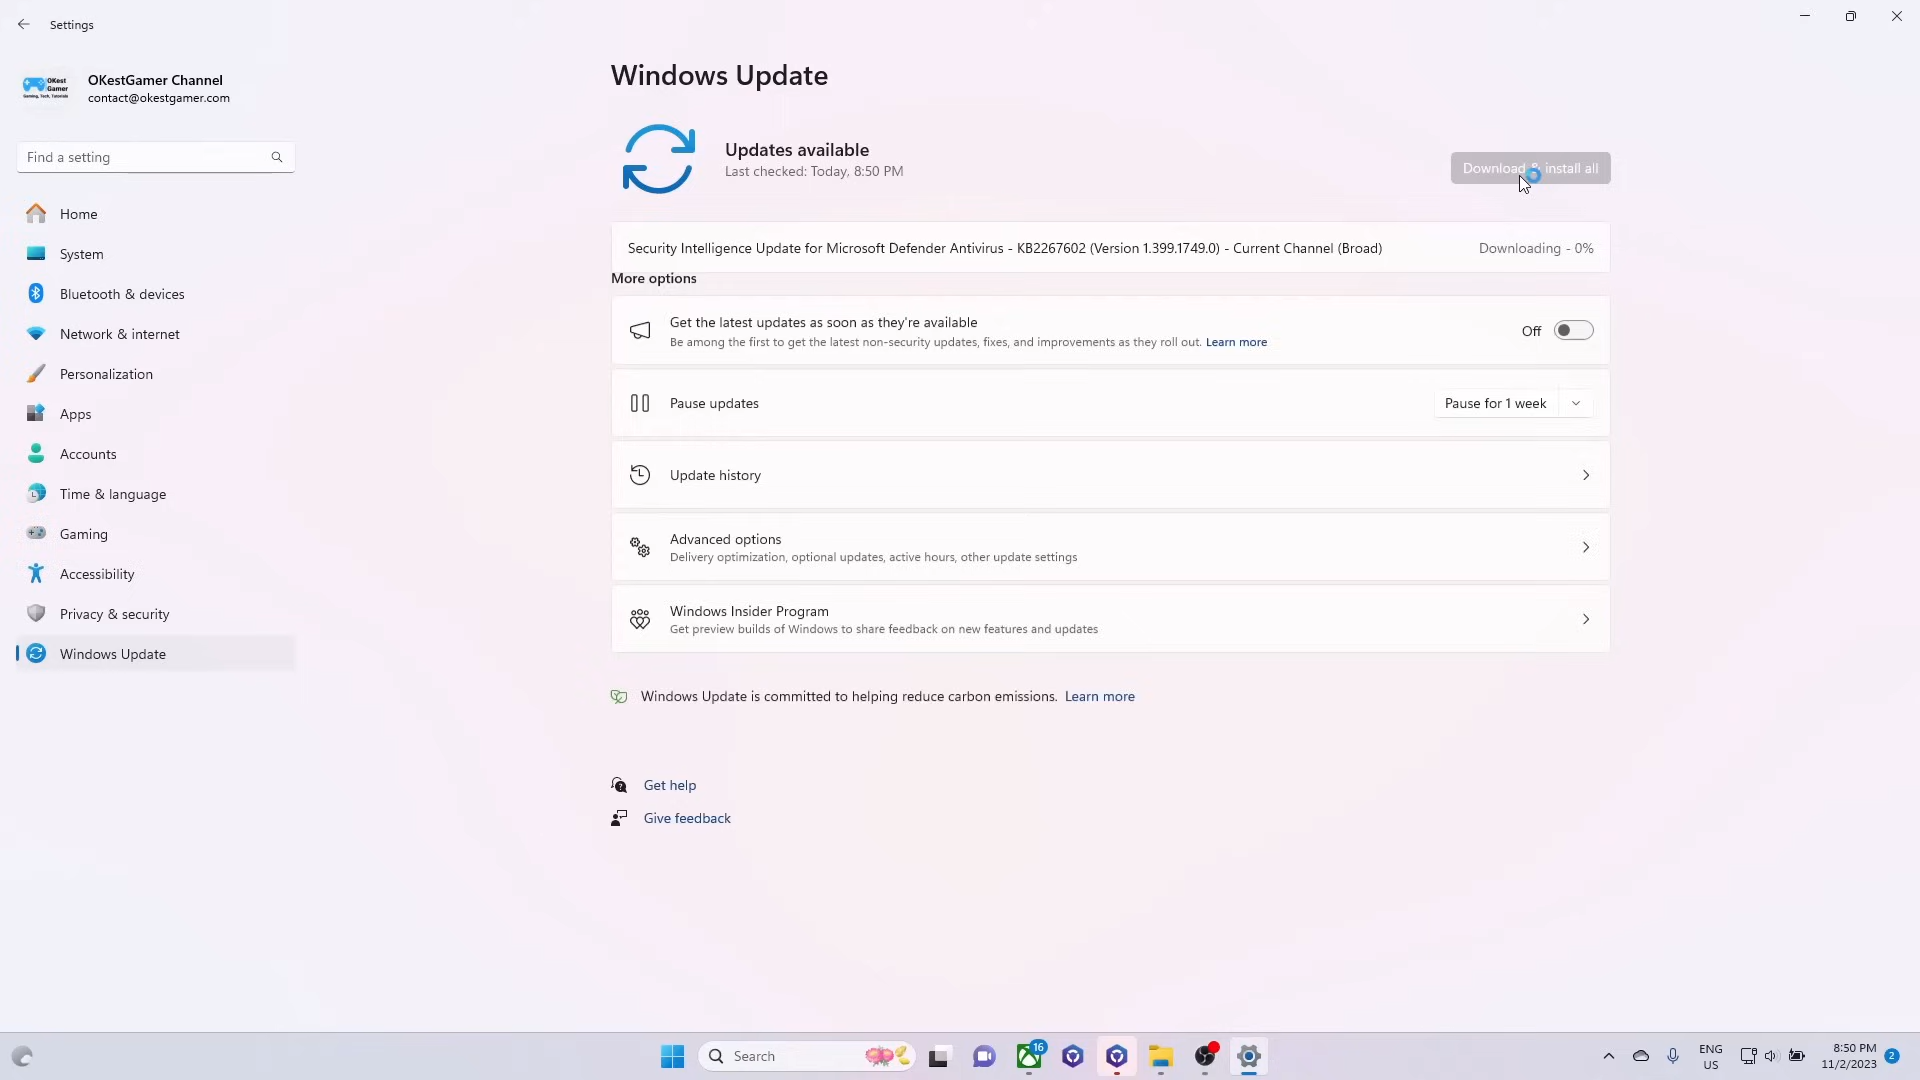 Settings
OKest
Gamer
Gaming, Tech, Tutorials
OKestGamer Channel
contact@okestgamer.com
Find a setting
Home
System
Bluetooth & devices
Network & internet
Personalization
Apps
Accounts
Time & language
Gaming
Accessibility
Privacy & security
Windows Update
Windows Update
Updates available
Last checked: Today, 8:50 PM
Download & install all
Security Intelligence Update for Microsoft Defender Antivirus - KB2267602 (Version 1.399.1749.0) - Current Channel (Broad)
Downloading - 0%
More options
Get the latest updates as soon as they're available
Be among the first to get the latest non-security updates, fixes, and improvements as they roll out. Learn more
Off
Pause updates
Pause for 1 week
Update history
Advanced options
Delivery optimization, optional updates, active hours, other update settings
Windows Insider Program
Get preview builds of Windows to share feedback on new features and updates
Windows Update is committed to helping reduce carbon emissions. Learn more
Get help
Give feedback
Search
16
ENG
US
8:50 PM
11/2/2023
2